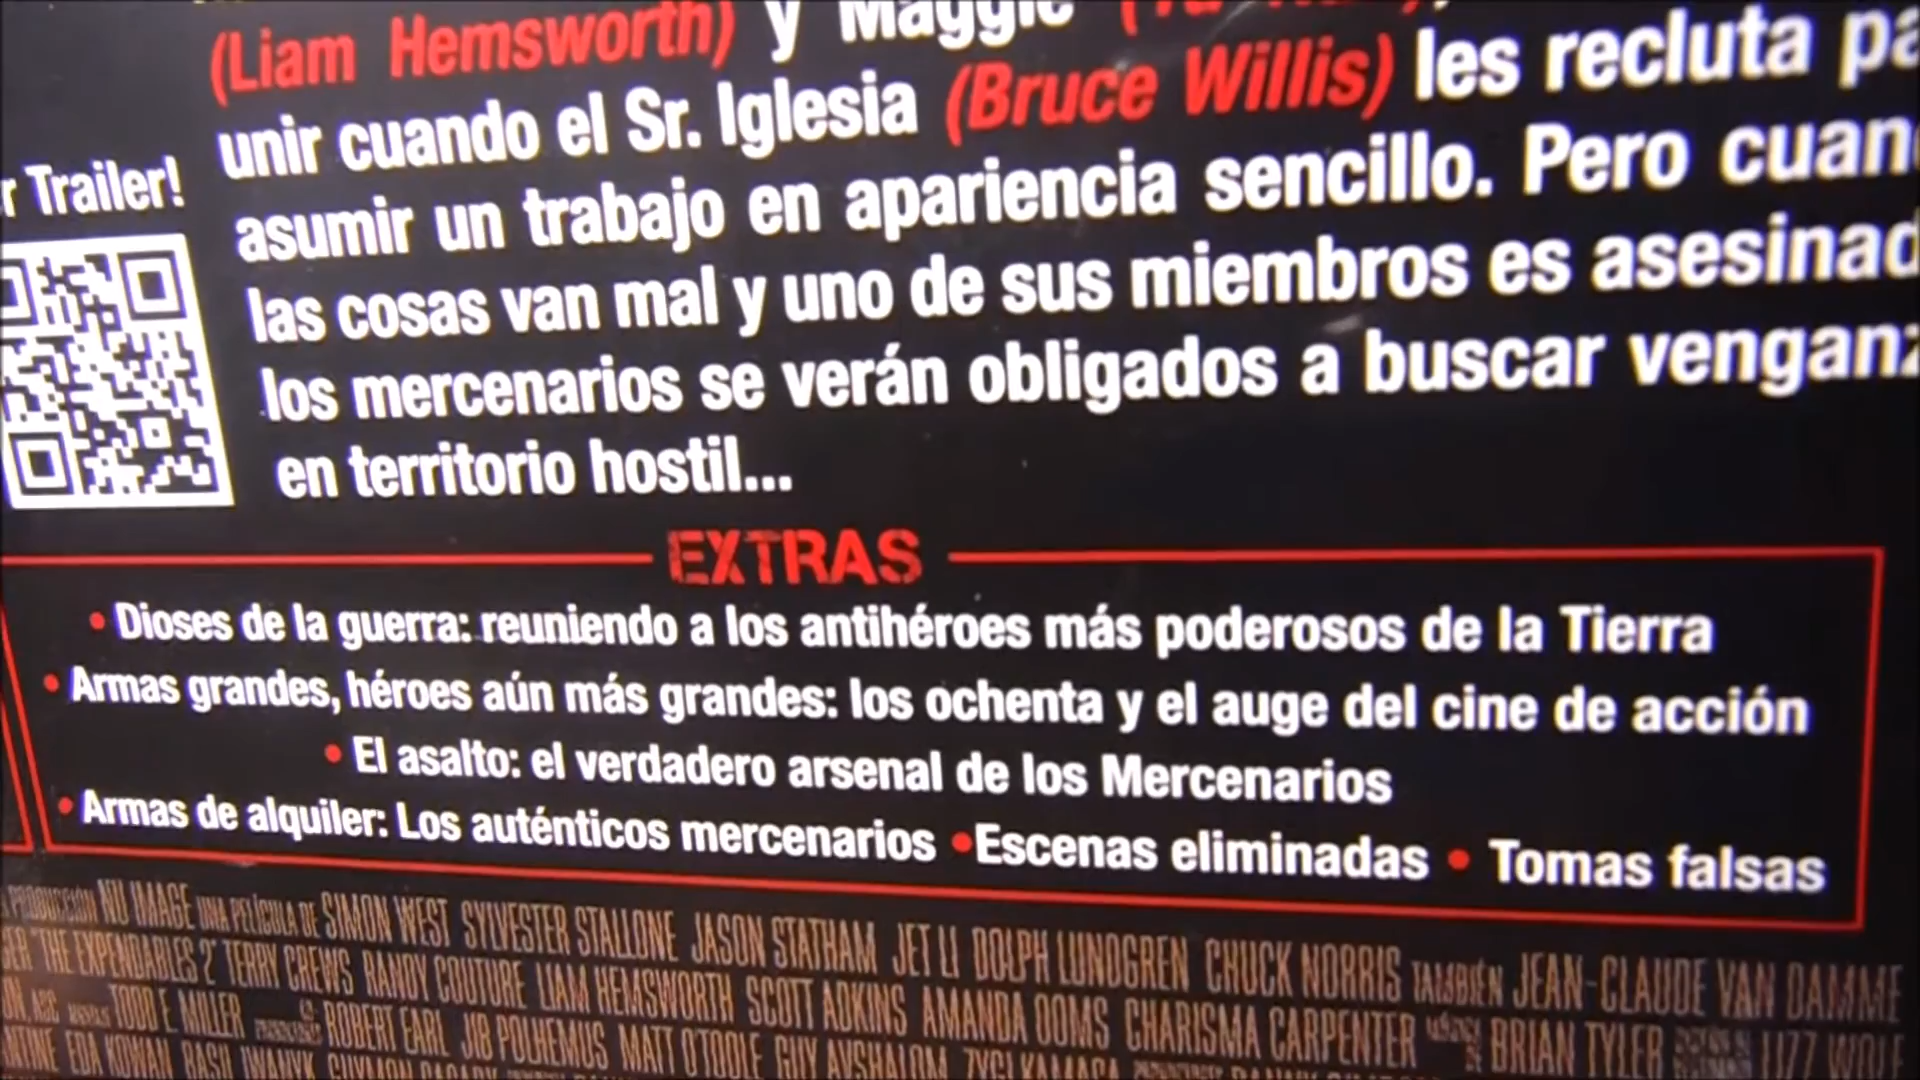 (Liam Hemsworth) y Maggie
unir cuando el Sr. Iglesia (Bruce Willis) les recluta pa
asumir un trabajo en apariencia sencillo. Pero cuan
las cosas van mal y uno de sus miembros es asesinad
los mercenarios se verán obligados a buscar venganz
en territorio hostil...
r Trailer!
EXTRAS
• Dioses de la guerra: reuniendo a los antihéroes más poderosos de la Tierra
• Armas grandes, héroes aún más grandes: los ochenta y el auge del cine de acción
• El asalto: el verdadero arsenal de los Mercenarios
• Armas de alquiler: Los auténticos mercenarios • Escenas eliminadas • Tomas falsas
PRODUCCIÓN NU IMAGE UNA PELÍCULA DE SIMON WEST SYLVESTER STALLONE JASON STATHAM JET LI DOLPH LUNDGREN CHUCK NORRIS TAMBIÉN JEAN-CLAUDE VAN DAMME
ER "THE EXPENDABLES 2" TERRY CREWS RANDY COUTURE LIAM HEMSWORTH SCOTT ADKINS AMANDA OOMS CHARISMA CARPENTER BRIAN TYLER
TODD E. MILLER ROBERT EARL JIB POLHEMUS MATT O'TOOLE GUY AVSHALOM